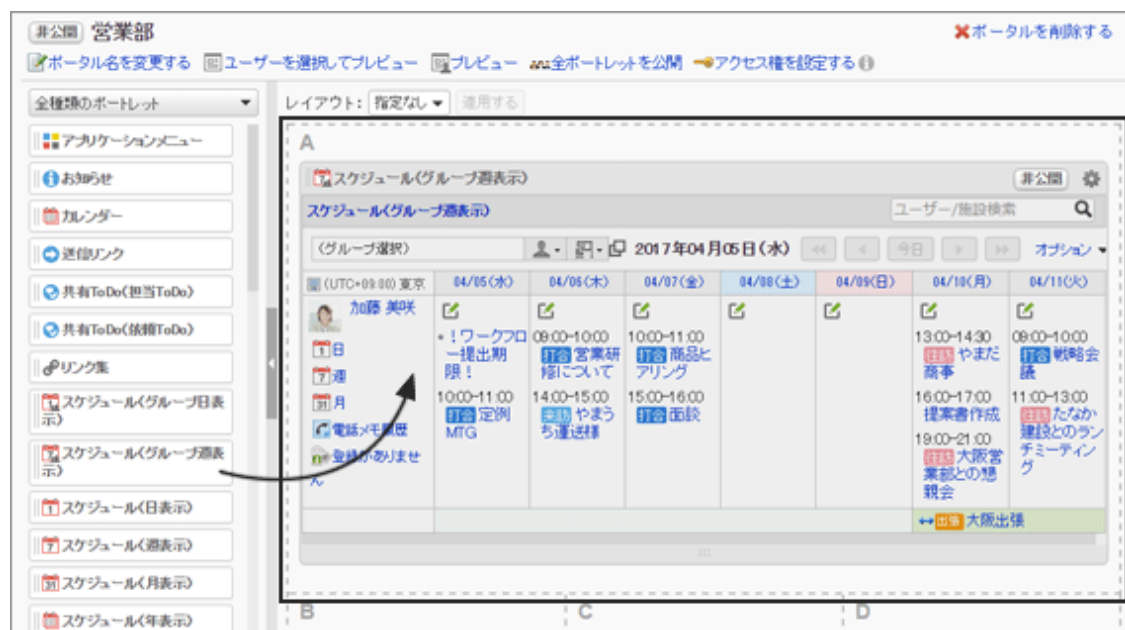 非公開 営業部
ポータルを削除する
ポータル名を変更する ユーザーを選択してプレビュー プレビュー 全ポートレットを公開 アクセス権を設定する
全種類のポートレット
レイアウト: 指定なし 適用する
アプリケーションメニュー
お知らせ
カレンダー
送信リンク
共有ToDo(担当ToDo)
共有ToDo(依頼ToDo)
リンク集
スケジュール(グループ日表
示)
スケジュール(グループ週表
示)
スケジュール(日表示)
スケジュール(週表示)
スケジュール(月表示)
スケジュール(年表示)
A
スケジュール(グループ週表示)
非公開
スケジュール(グループ週表示)
ユーザー/施設検索
(グループ選択)
2017年04月05日(水)
今日
オプション
(UTC+09:00) 東京 04/05(水) 04/06(木) 04/07(金) 04/08(土) 04/09(日) 04/10(月) 04/11(火)
加藤 美咲
日
週
月
電話メモ履歴
登録がありませ
ん
!ワークフロ
ー提出期
限!
10:00-11:00
打合 定例
MTG
09:00-10:00
打合 営業研
修について
14:00-15:00
来訪 やまう
ち運送様
10:00-11:00
打合 商品ヒ
アリング
15:00-16:00
打合 面談
13:00-14:30
往訪 やまだ
商事
16:00-17:00
提案書作成
19:00-21:00
往訪 大阪営
業部との懇
親会
09:00-10:00
打合 戦略会
議
11:00-13:00
往訪 たなか
建設とのラン
チミーティン
グ
出張 大阪出張
B
C
D